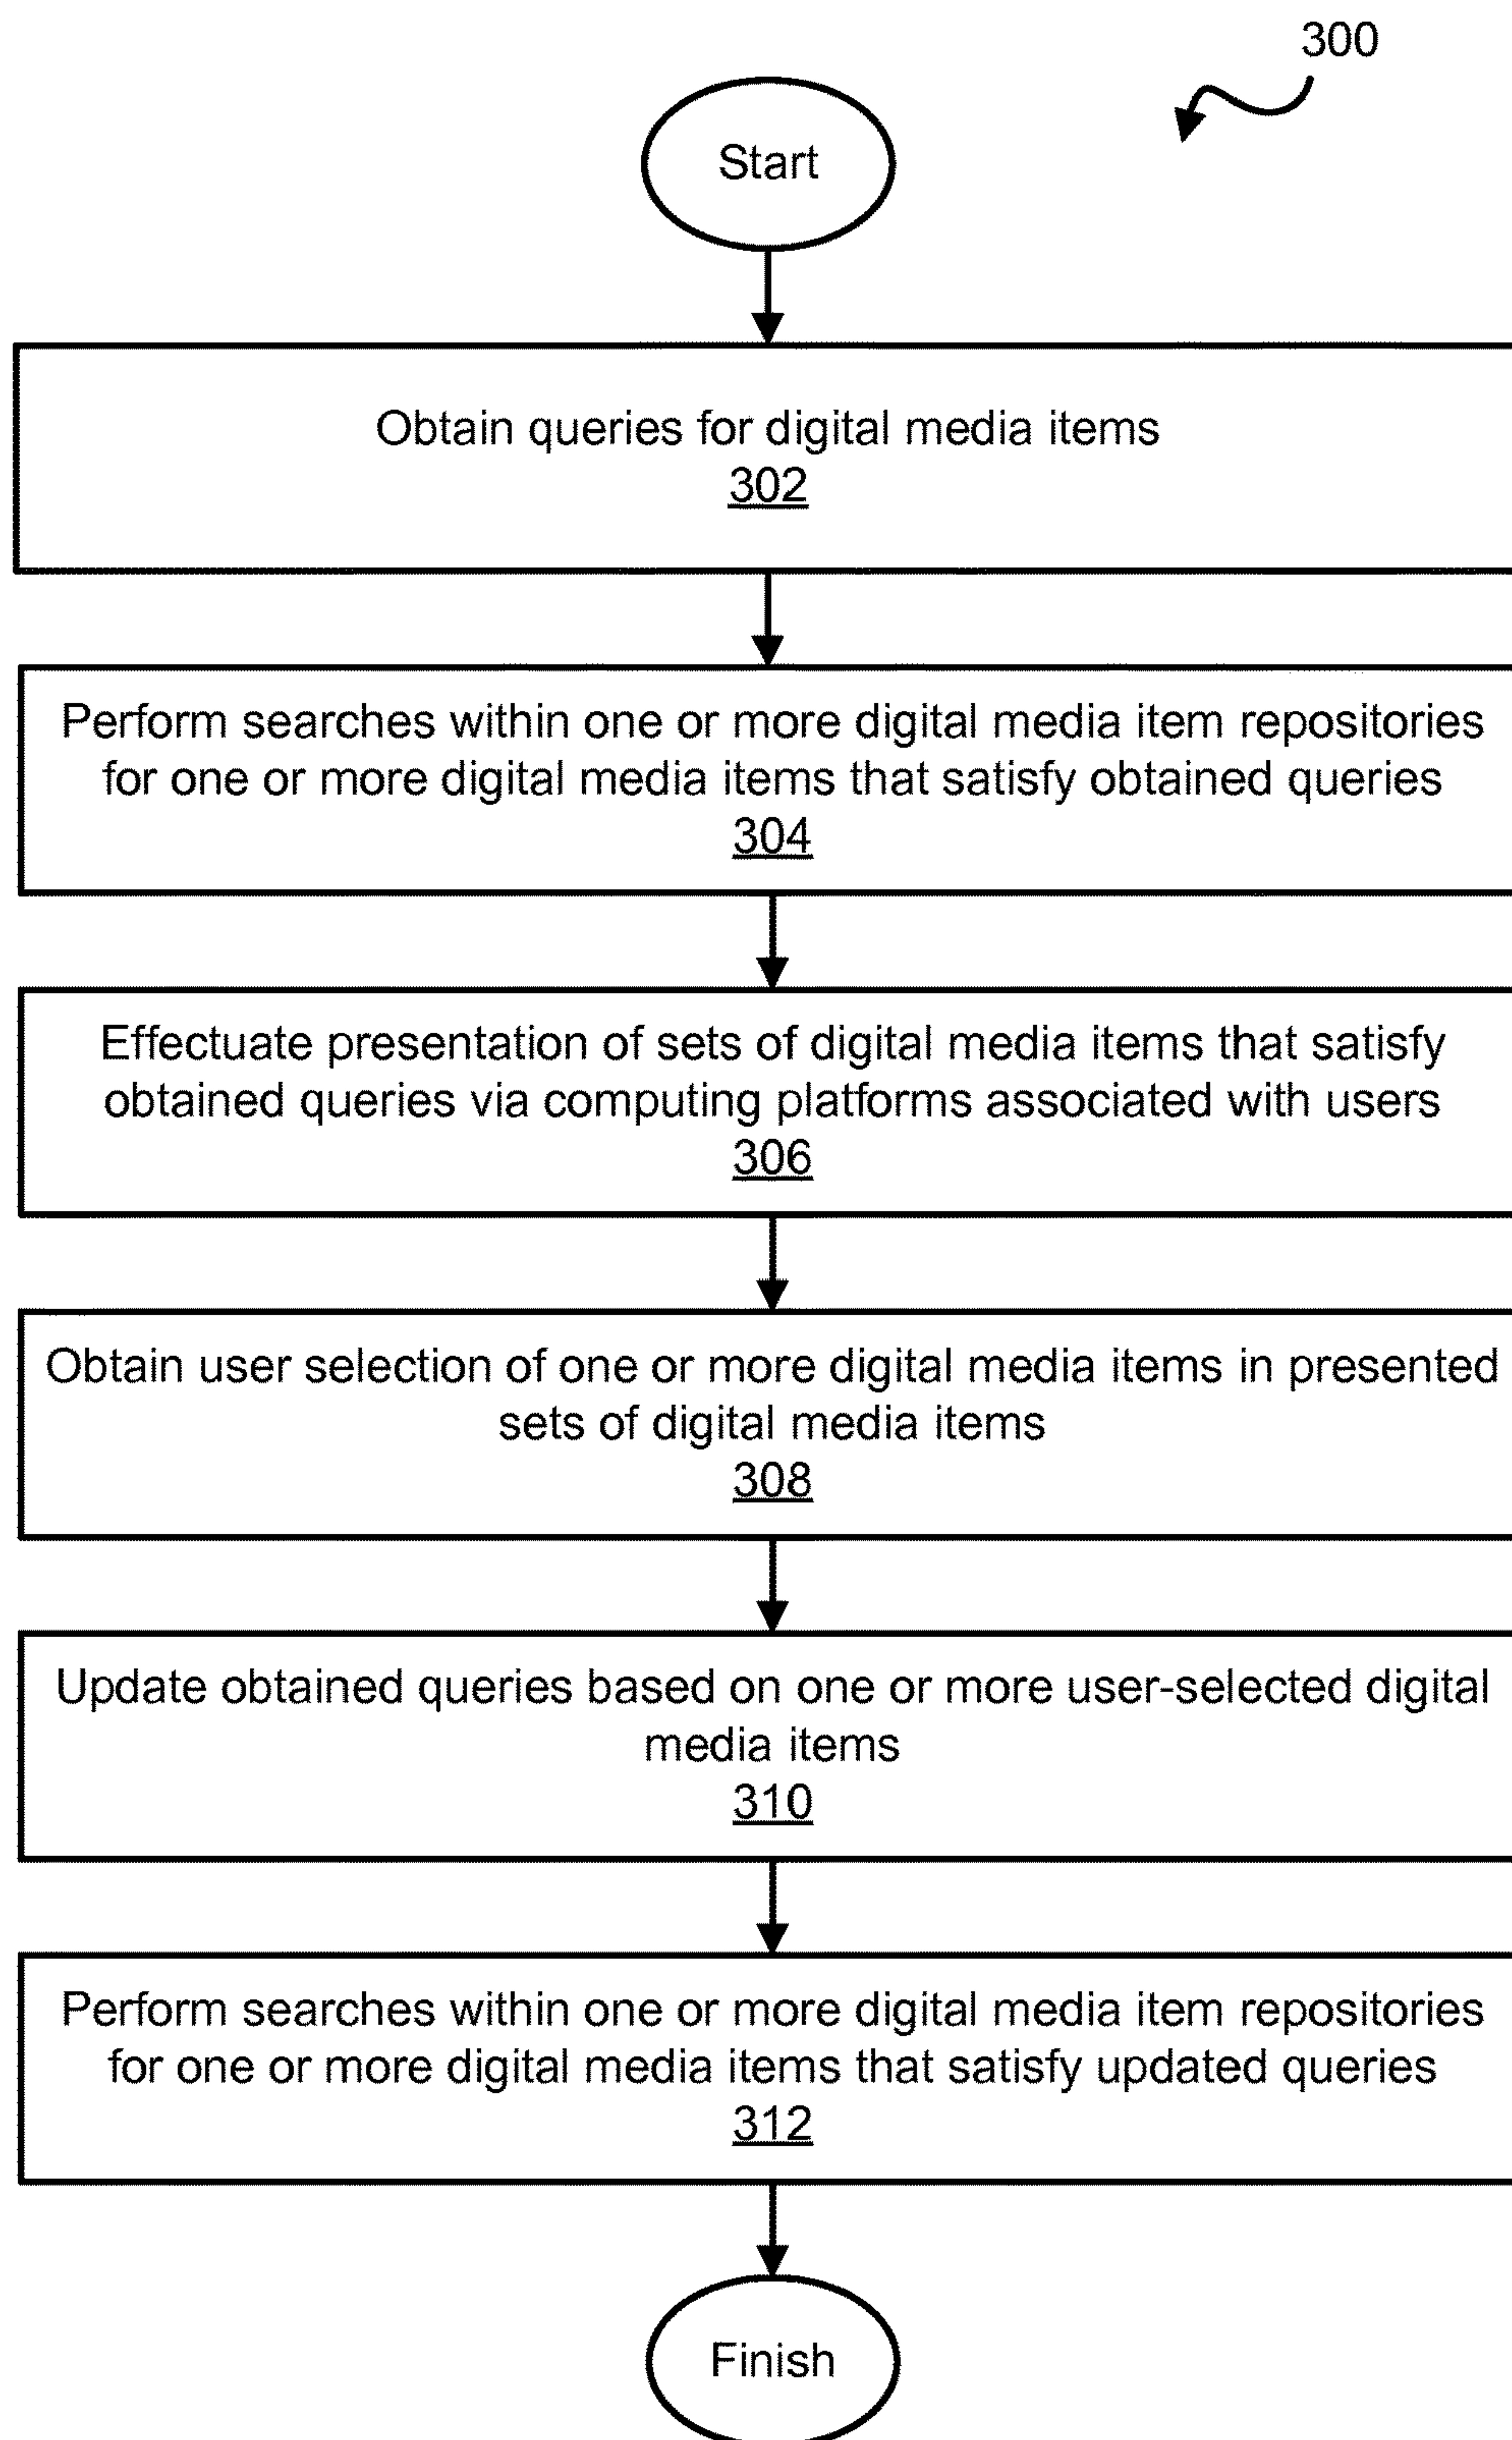 300
Start
Obtain queries for digital media items
302
Perform searches within one or more digital media item repositories
for one or more digital media items that satisfy obtained queries
304
Effectuate presentation of sets of digital media items that satisfy
obtained queries via computing platforms associated with users
306
Obtain user selection of one or more digital media items in presented
sets of digital media items
308
Update obtained queries based on one or more user-selected digital
media items
310
Perform searches within one or more digital media item repositories
for one or more digital media items that satisfy updated queries
312
Finish